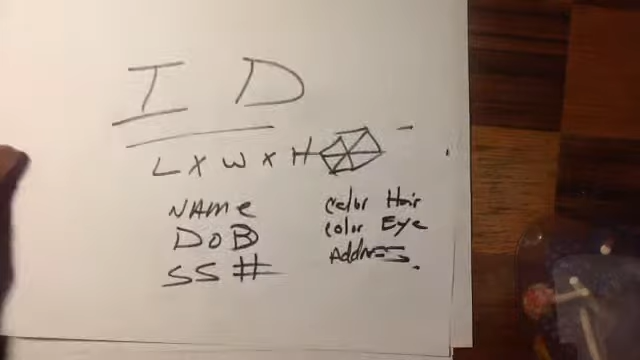 ID
L x W x H
NAME
DOB
SS #
Color Hair
Color Eye
Address